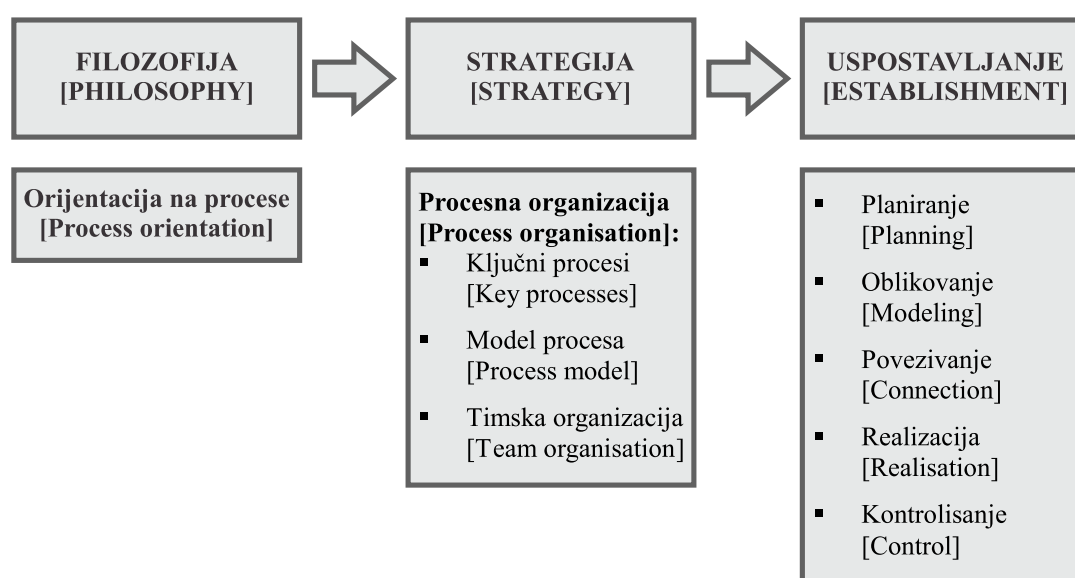 FILOZOFIJA
[PHILOSOPHY]
STRATEGIJA
[STRATEGY]
USPOSTAVLJANJE
[ESTABLISHMENT]
Orijentacija na procese
[Process orientation]
Procesna organizacija
[Process organisation]:
▪ Ključni procesi
[Key processes]
▪ Model procesa
[Process model]
▪ Timska organizacija
[Team organisation]
▪ Planiranje
[Planning]
▪ Oblikovanje
[Modeling]
▪ Povezivanje
[Connection]
▪ Realizacija
[Realisation]
▪ Kontrolisanje
[Control]